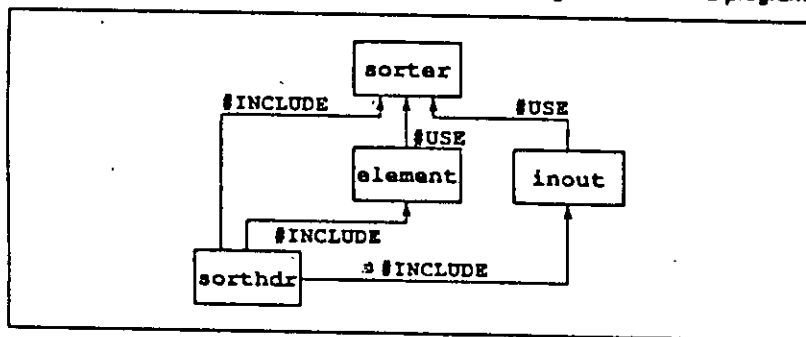 sorter
#INCLUDE
#USE
#USE
element
inout
#INCLUDE
#INCLUDE
sorthdr